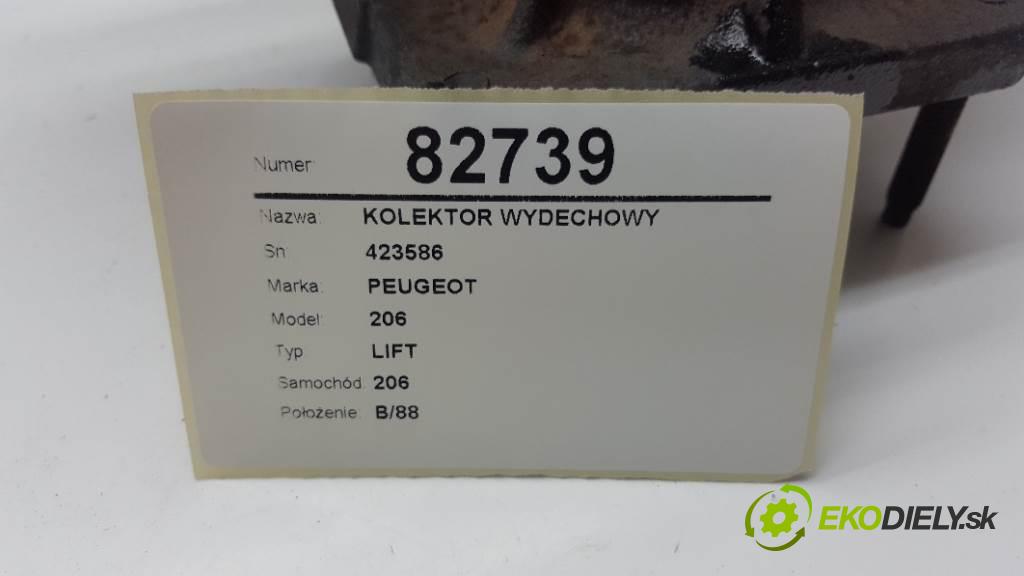 Numer: 82739
Nazwa: KOLEKTOR WYDECHOWY
Sn: 423586
Marka: PEUGEOT
Model: 206
Typ: LIFT
Samochód: 206
Położenie: B/88
EKODIELY.sk